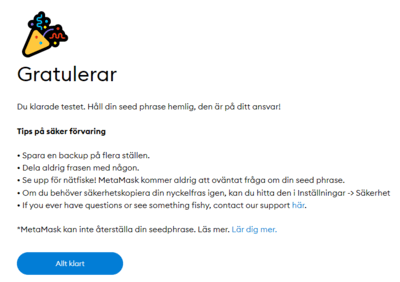 Gratulerar
Du klarade testet. Håll din seed phrase hemlig, den är på ditt ansvar!
Tips på säker förvaring
• Spara en backup på flera ställen.
• Dela aldrig frasen med någon.
• Se upp för nätfiske! MetaMask kommer aldrig att oväntat fråga om din seed phrase.
• Om du behöver säkerhetskopiera din nyckelfras igen, kan du hitta den i Inställningar -> Säkerhet
• If you ever have questions or see something fishy, contact our support här.
*MetaMask kan inte återställa din seedphrase. Läs mer. Lär dig mer.
Allt klart